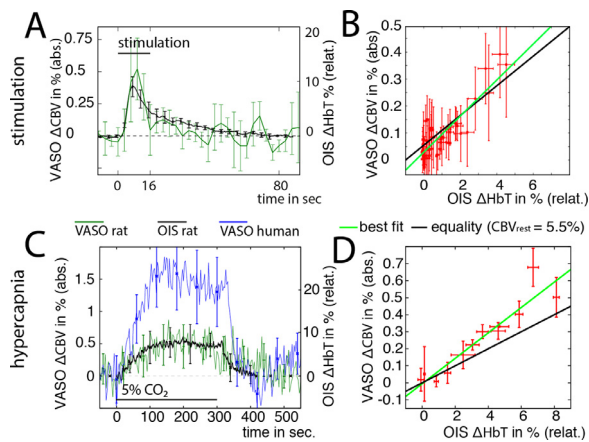 A
stimulation
0.75
0.5
0.25
0
VASO ΔCBV in % (abs.)
20
10
0
OIS ΔHbT % (relat.)
0 16 80
time in sec
stimulation
B
0.5
0.4
0.3
0.2
0.1
0
VASO ΔCBV in % (abs)
0 2 4 6 8
OIS ΔHbT in % (relat.)
VASO rat OIS rat VASO human
best fit equality (CBVrest = 5.5%)
C
1.5
1
0.5
0
VASO ΔCBV in % (abs.)
20
10
0
OIS ΔHbT in % (relat.)
5% CO2
0 100 200 300 400 500
time in sec.
hypercapnia
D
0.7
0.5
0.4
0.3
0.2
0.1
0
-0.1
VASO ΔCBV in % (abs.)
0 2 4 6 8
OIS ΔHbT in % (relat.)